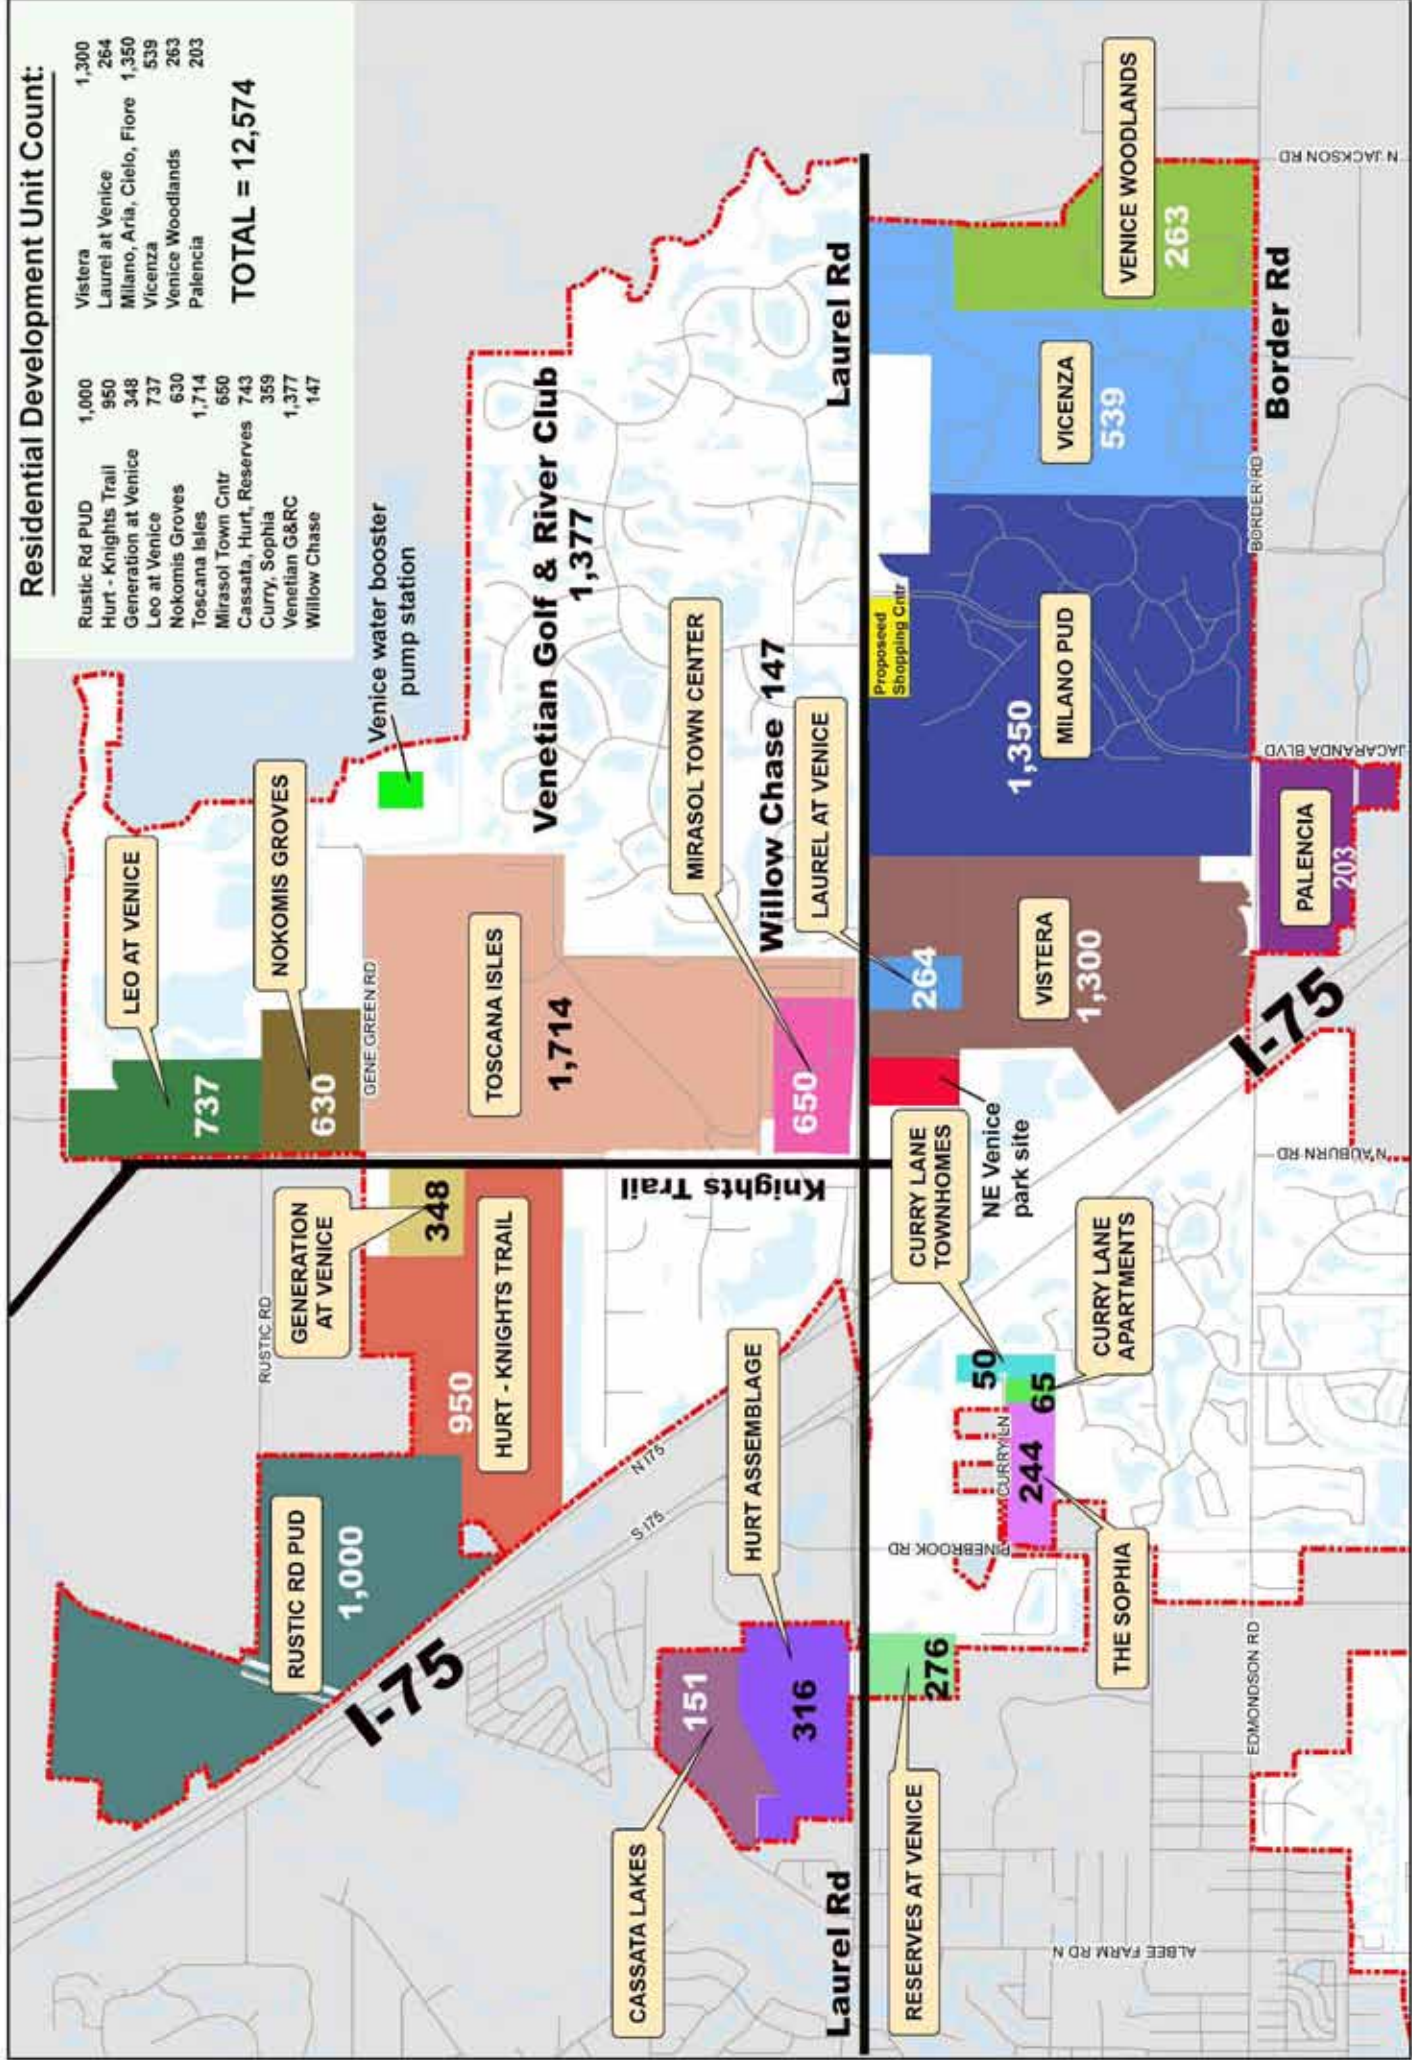 Residential Development Unit Count:
Rustic Rd PUD 1,000
Hurt - Knights Trail 950
Generation at Venice 348
Leo at Venice 737
Nokomis Groves 630
Toscana Isles 1,714
Mirasol Town Cntr 650
Cassata, Hurt, Reserves 743
Curry, Sophia 359
Venetian G&RC 1,377
Willow Chase 147
Vistera 1,300
Laurel at Venice 264
Milano, Aria, Cielo, Fiore 1,350
Vicenza 539
Venice Woodlands 263
Palencia 203
TOTAL = 12,574
RUSTIC RD PUD
1,000
I-75
RUSTIC RD
GENERATION
AT VENICE
348
950
HURT - KNIGHTS TRAIL
LEO AT VENICE
737
NOKOMIS GROVES
630
GENE GREEN RD
Venice water booster
pump station
TOSCANA ISLES
1,714
Venetian Golf & River Club
1,377
Knights Trail
N I75
S I75
CASSATA LAKES
151
HURT ASSEMBLAGE
316
MIRASOL TOWN CENTER
650
Willow Chase 147
LAUREL AT VENICE
264
Laurel Rd
Laurel Rd
RESERVES AT VENICE
276
PINEBROOK RD
CURRY LN
CURRY LANE
TOWNHOMES
50
65
CURRY LANE
APARTMENTS
244
THE SOPHIA
NE Venice
park site
Proposeed
Shopping Cntr
VISTERA
1,300
1,350
MILANO PUD
VICENZA
539
VENICE WOODLANDS
263
ALBEE FARM RD N
EDMONDSON RD
N AUBURN RD
I-75
PALENCIA
203
JACARANDA BLVD
BORDER RD
Border Rd
N JACKSON RD